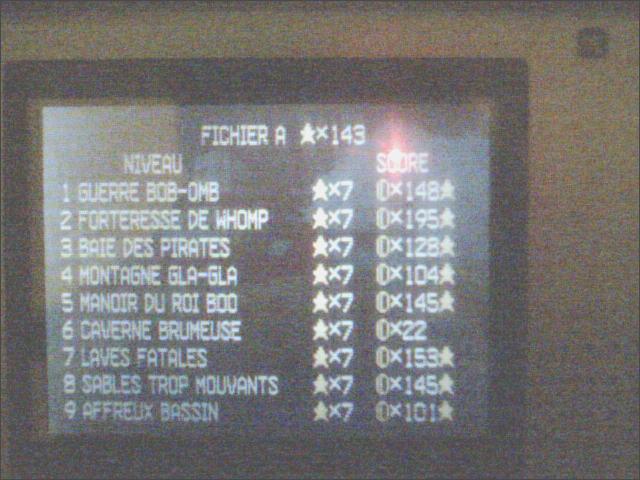 FICHIER A ★×143
NIVEAU SCORE
1 GUERRE BOB-OMB ★×7 ×148★
2 FORTERESSE DE WHOMP ★×7 ×195★
3 BAIE DES PIRATES ★×7 ×128★
4 MONTAGNE GLA-GLA ★×7 ×104★
5 MANOIR DU ROI BOO ★×7 ×145★
6 CAVERNE BRUMEUSE ★×7 ×22
7 LAVES FATALES ★×7 ×153★
8 SABLES TROP MOUVANTS ★×7 ×145★
9 AFFREUX BASSIN ★×7 ×101★